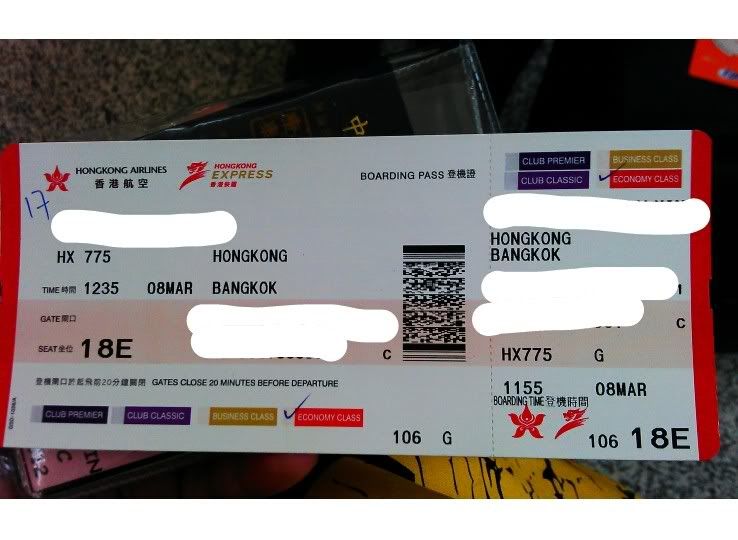 HONGKONG AIRLINES
香港航空
HONGKONG
EXPRESS
香港快運
BOARDING PASS 登機證
17
HX 775 HONGKONG
TIME 時間 1235 08MAR BANGKOK
GATE 閘口
SEAT 座位 18E C
登機閘口於起飛前20分鐘關閉 GATES CLOSE 20 MINUTES BEFORE DEPARTURE
CLUB PREMIER CLUB CLASSIC BUSINESS CLASS ECONOMY CLASS
106 G
CLUB PREMIER BUSINESS CLASS
CLUB CLASSIC ECONOMY CLASS
HONGKONG
BANGKOK
C
HX775 G
1155 08MAR
BOARDING TIME 登機時間
106 18E
中